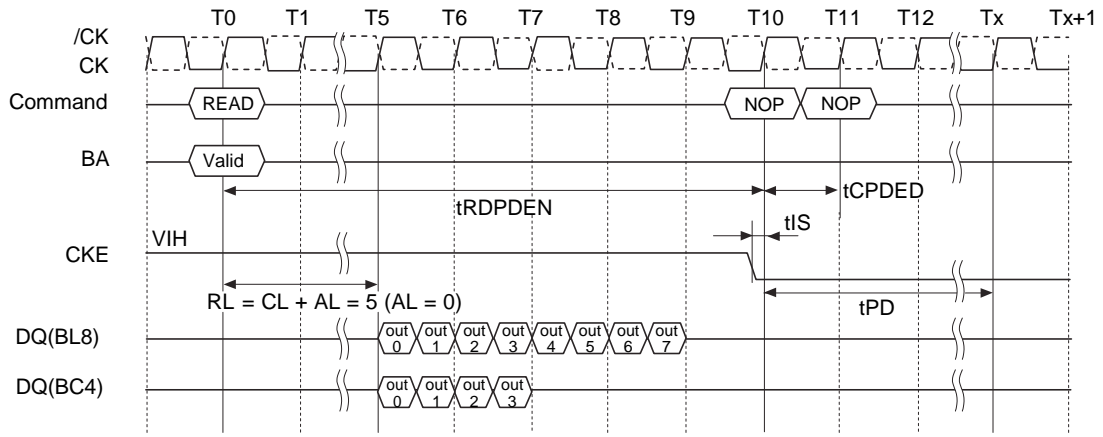 T0 T1 T5 T6 T7 T8 T9 T10 T11 T12 Tx Tx+1
/CK
CK
Command READ NOP NOP
BA Valid
tRDPDEN tCPDED
tIS
VIH
CKE
RL = CL + AL = 5 (AL = 0) tPD
DQ(BL8) out 0 out 1 out 2 out 3 out 4 out 5 out 6 out 7
DQ(BC4) out 0 out 1 out 2 out 3